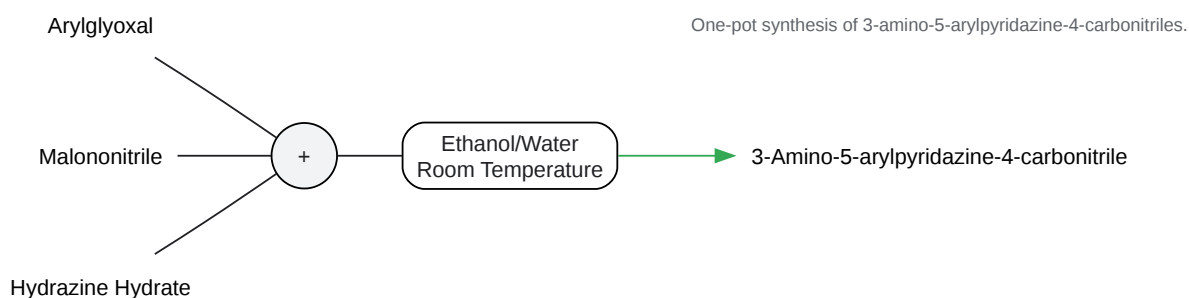 Arylglyoxal
One-pot synthesis of 3-amino-5-arylpyridazine-4-carbonitriles.
Malononitrile
+
Ethanol/Water
Room Temperature
3-Amino-5-arylpyridazine-4-carbonitrile
Hydrazine Hydrate